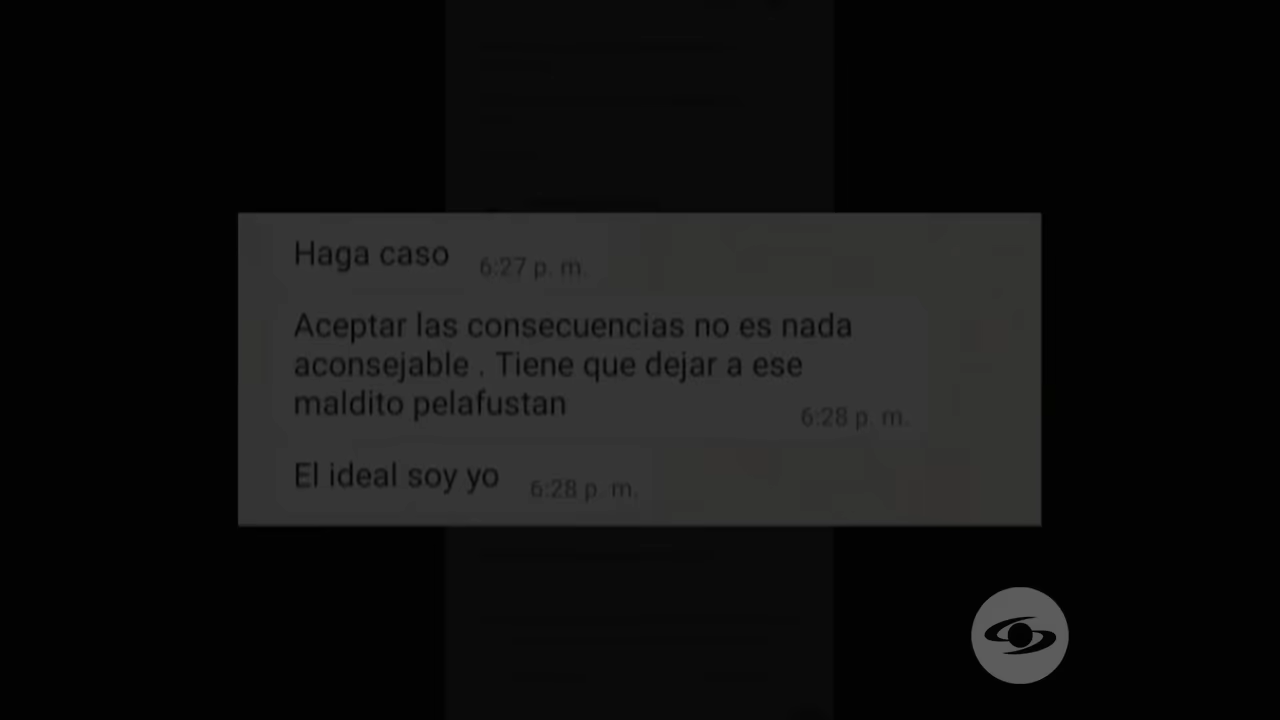 Haga caso 6:27 p. m.
Aceptar las consecuencias no es nada
aconsejable . Tiene que dejar a ese
maldito pelafustan 6:28 p. m.
El ideal soy yo 6:28 p. m.